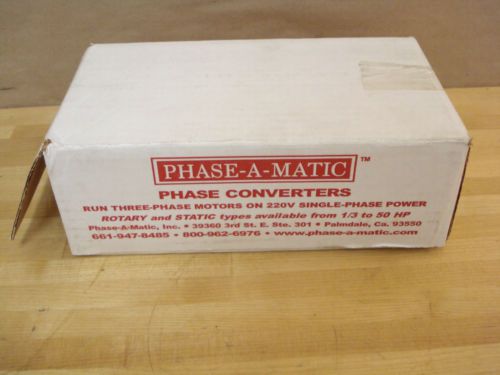 PHASE-A-MATIC™
PHASE CONVERTERS
RUN THREE-PHASE MOTORS ON 220V SINGLE-PHASE POWER
ROTARY and STATIC types available from 1/3 to 50 HP
Phase-A-Matic, Inc. • 39360 3rd St. E. Ste. 301 • Palmdale, Ca. 93550
661-947-8485 • 800-962-6976 • www.phase-a-matic.com